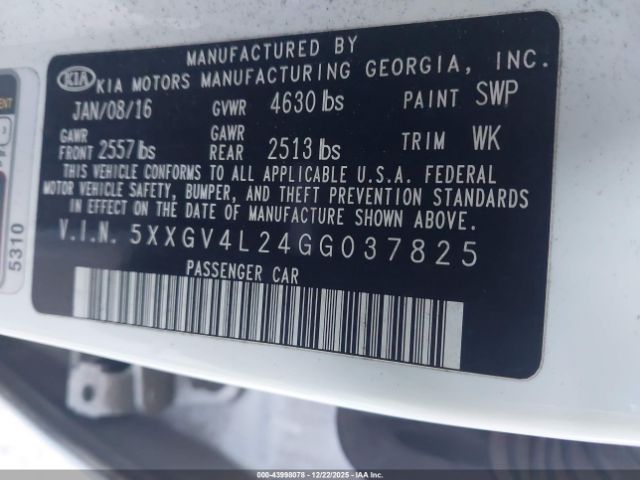 MANUFACTURED BY
KIA KIA MOTORS MANUFACTURING GEORGIA, INC.
JAN/08/16 GVWR 4630 lbs PAINT SWP
GAWR FRONT 2557 lbs GAWR REAR 2513 lbs TRIM WK
THIS VEHICLE CONFORMS TO ALL APPLICABLE U.S.A. FEDERAL
MOTOR VEHICLE SAFETY, BUMPER, AND THEFT PREVENTION STANDARDS
IN EFFECT ON THE DATE OF MANUFACTURE SHOWN ABOVE.
V.I.N. 5XXGV4L24GG037825
PASSENGER CAR
5310
© 43998078 • 12/22/2025 • IAAI.COM